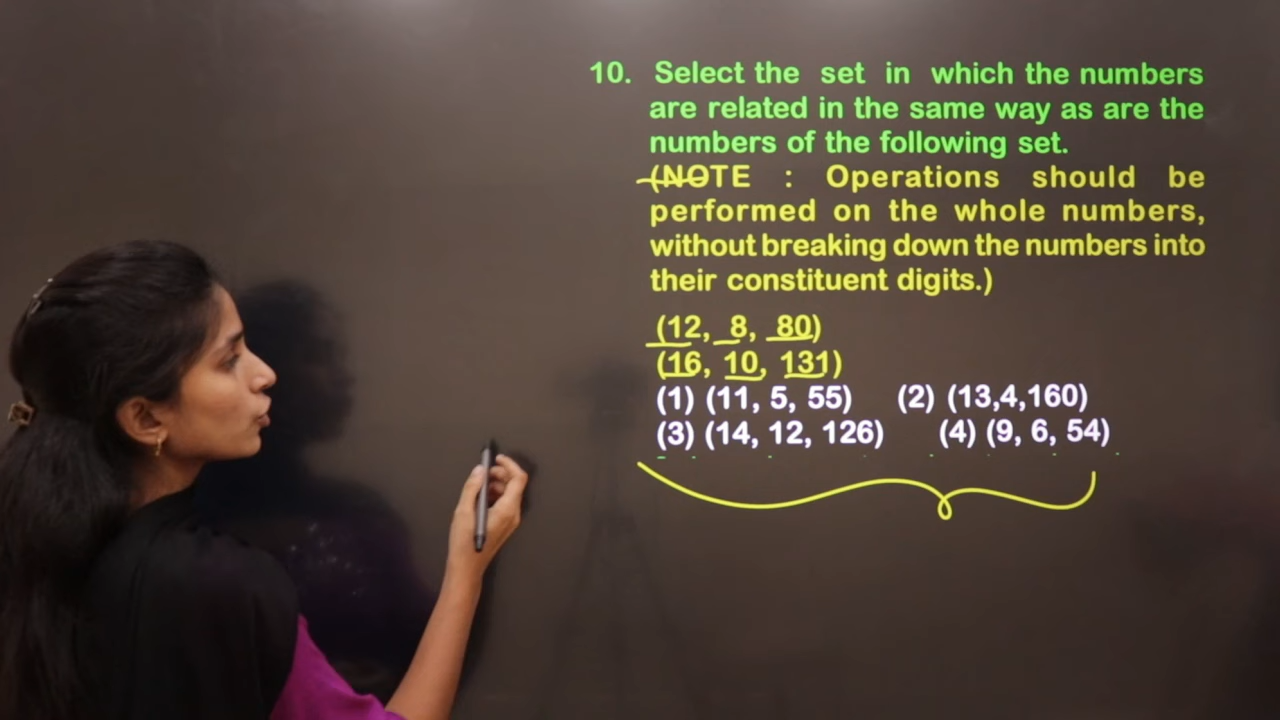 10. Select the set in which the numbers
are related in the same way as are the
numbers of the following set.
(NOTE : Operations should be
performed on the whole numbers,
without breaking down the numbers into
their constituent digits.)
(12, 8, 80)
(16, 10, 131)
(1) (11, 5, 55) (2) (13,4,160)
(3) (14, 12, 126) (4) (9, 6, 54)